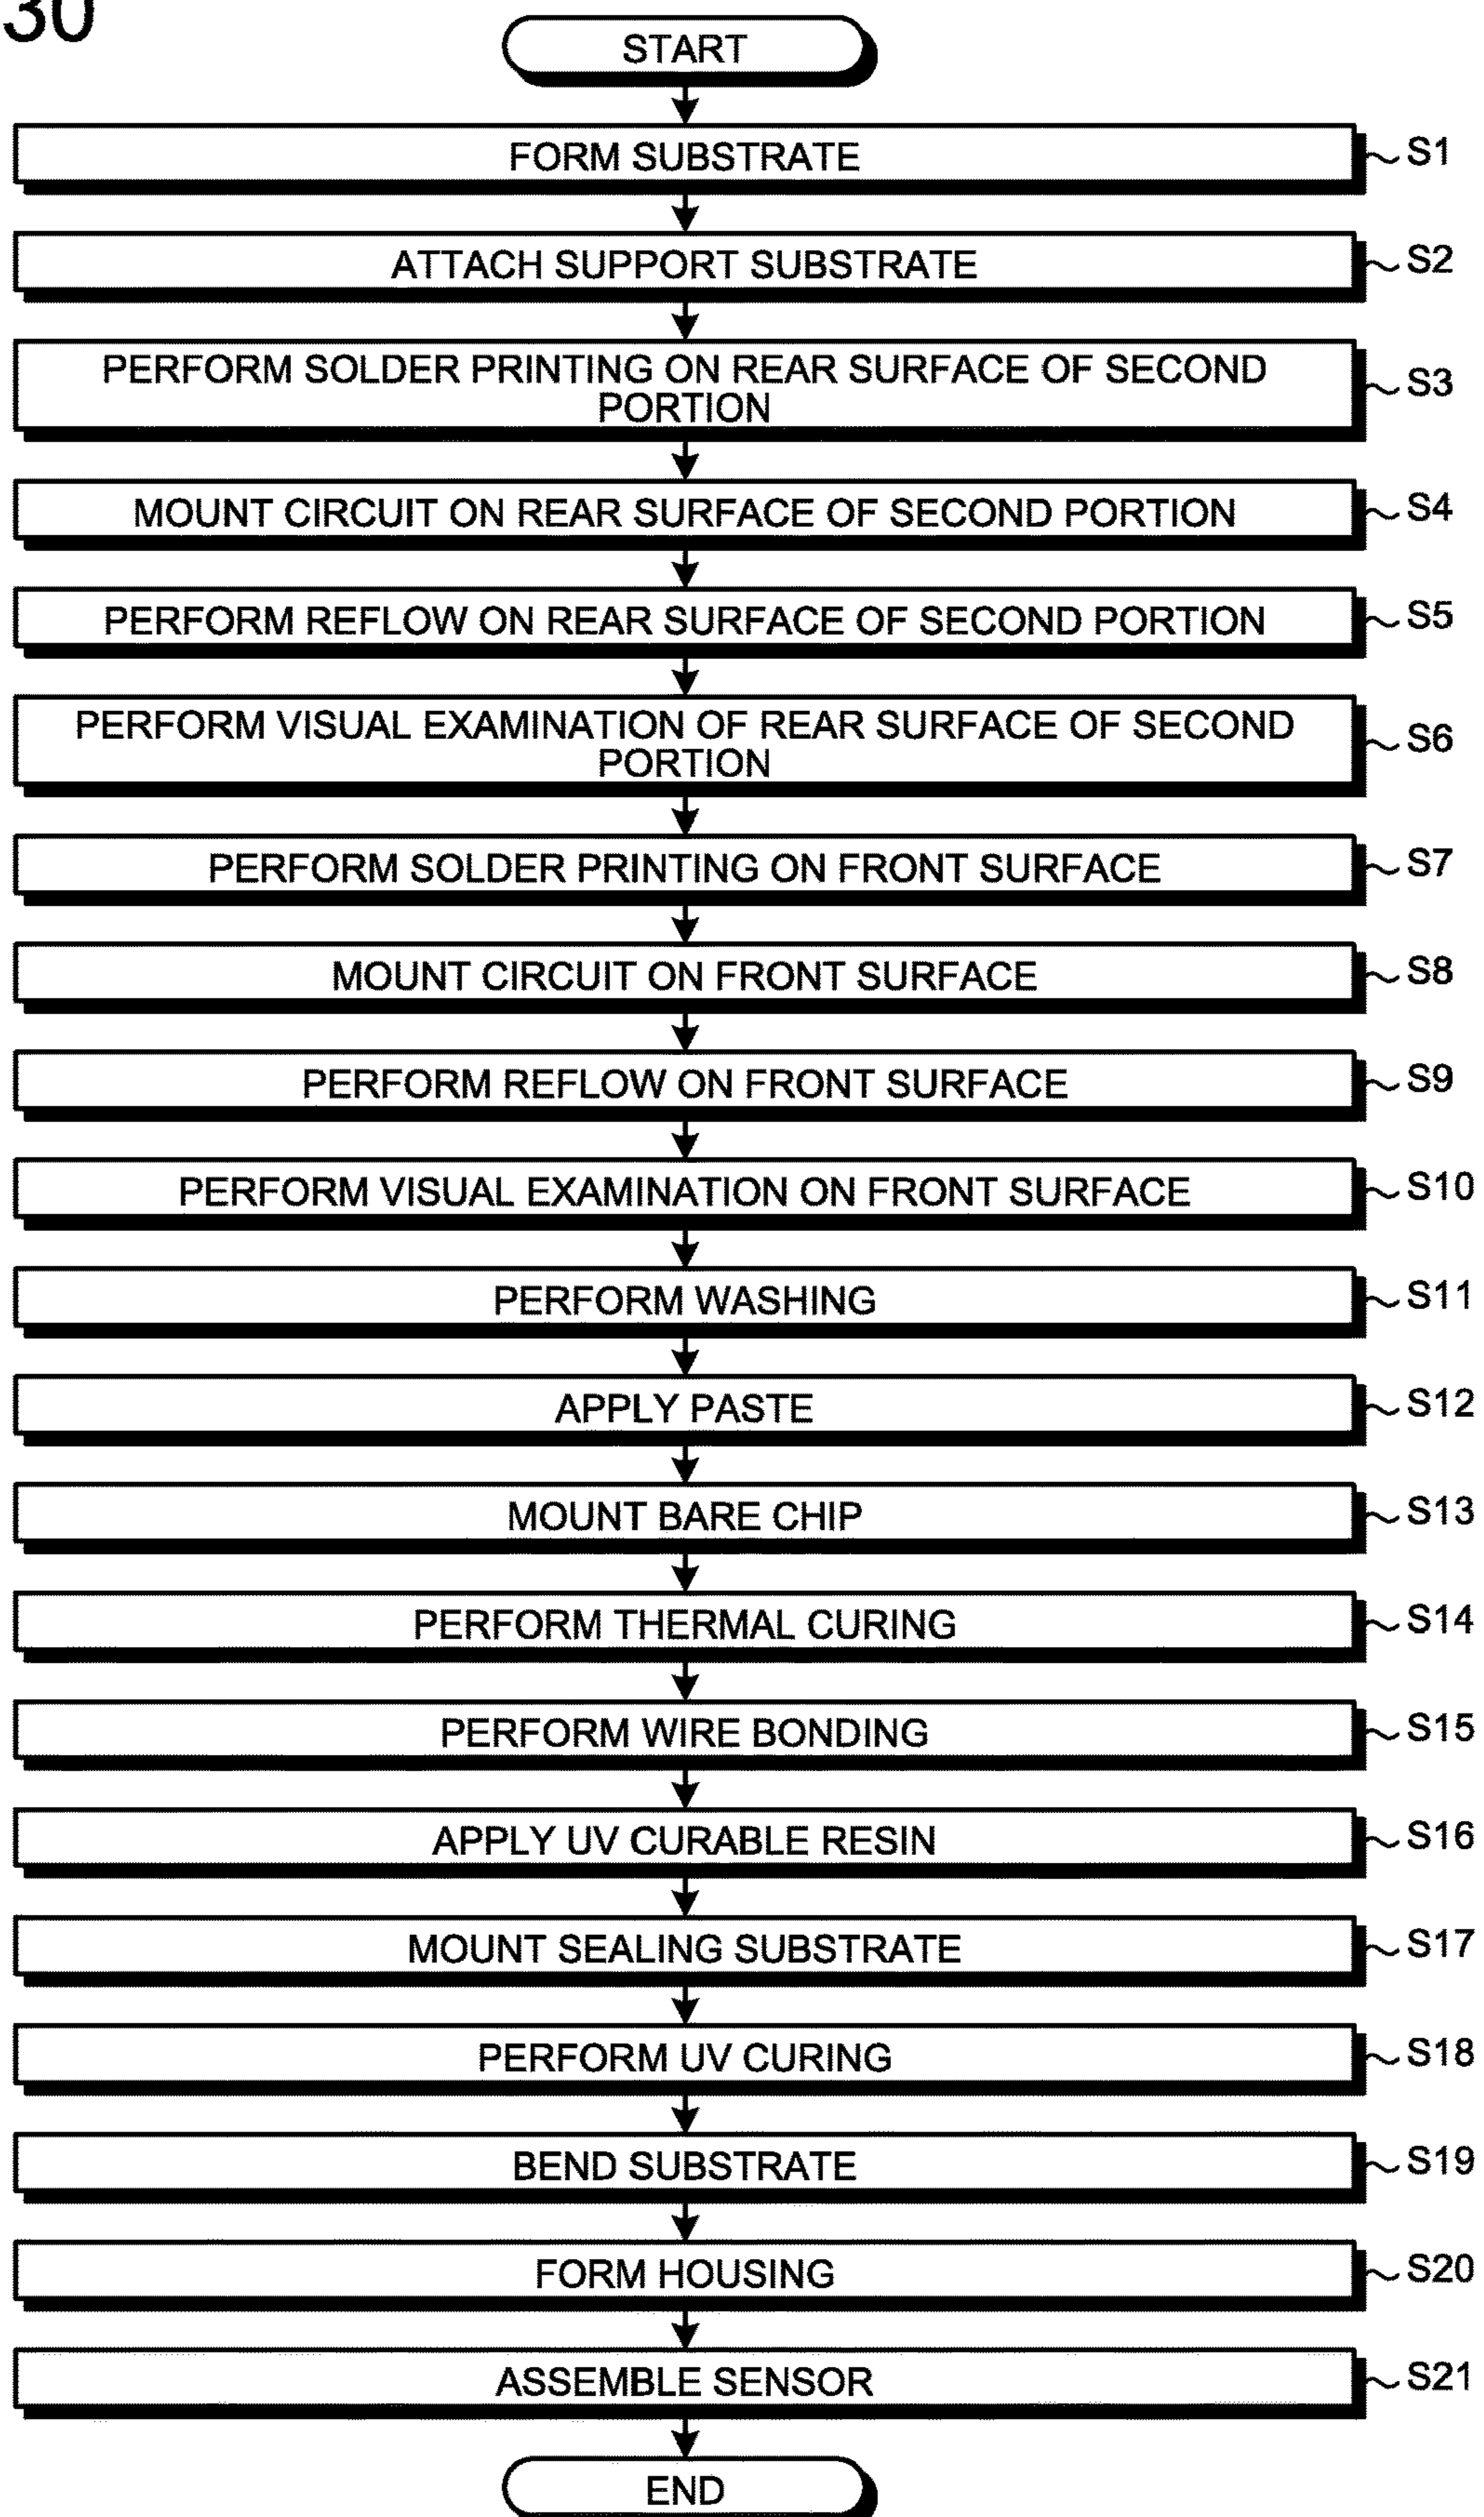 30
START
FORM SUBSTRATE
S1
ATTACH SUPPORT SUBSTRATE
S2
PERFORM SOLDER PRINTING ON REAR SURFACE OF SECOND
PORTION
S3
MOUNT CIRCUIT ON REAR SURFACE OF SECOND PORTION
S4
PERFORM REFLOW ON REAR SURFACE OF SECOND PORTION
S5
PERFORM VISUAL EXAMINATION OF REAR SURFACE OF SECOND
PORTION
S6
PERFORM SOLDER PRINTING ON FRONT SURFACE
S7
MOUNT CIRCUIT ON FRONT SURFACE
S8
PERFORM REFLOW ON FRONT SURFACE
S9
PERFORM VISUAL EXAMINATION ON FRONT SURFACE
S10
PERFORM WASHING
S11
APPLY PASTE
S12
MOUNT BARE CHIP
S13
PERFORM THERMAL CURING
S14
PERFORM WIRE BONDING
S15
APPLY UV CURABLE RESIN
S16
MOUNT SEALING SUBSTRATE
S17
PERFORM UV CURING
S18
BEND SUBSTRATE
S19
FORM HOUSING
S20
ASSEMBLE SENSOR
S21
END